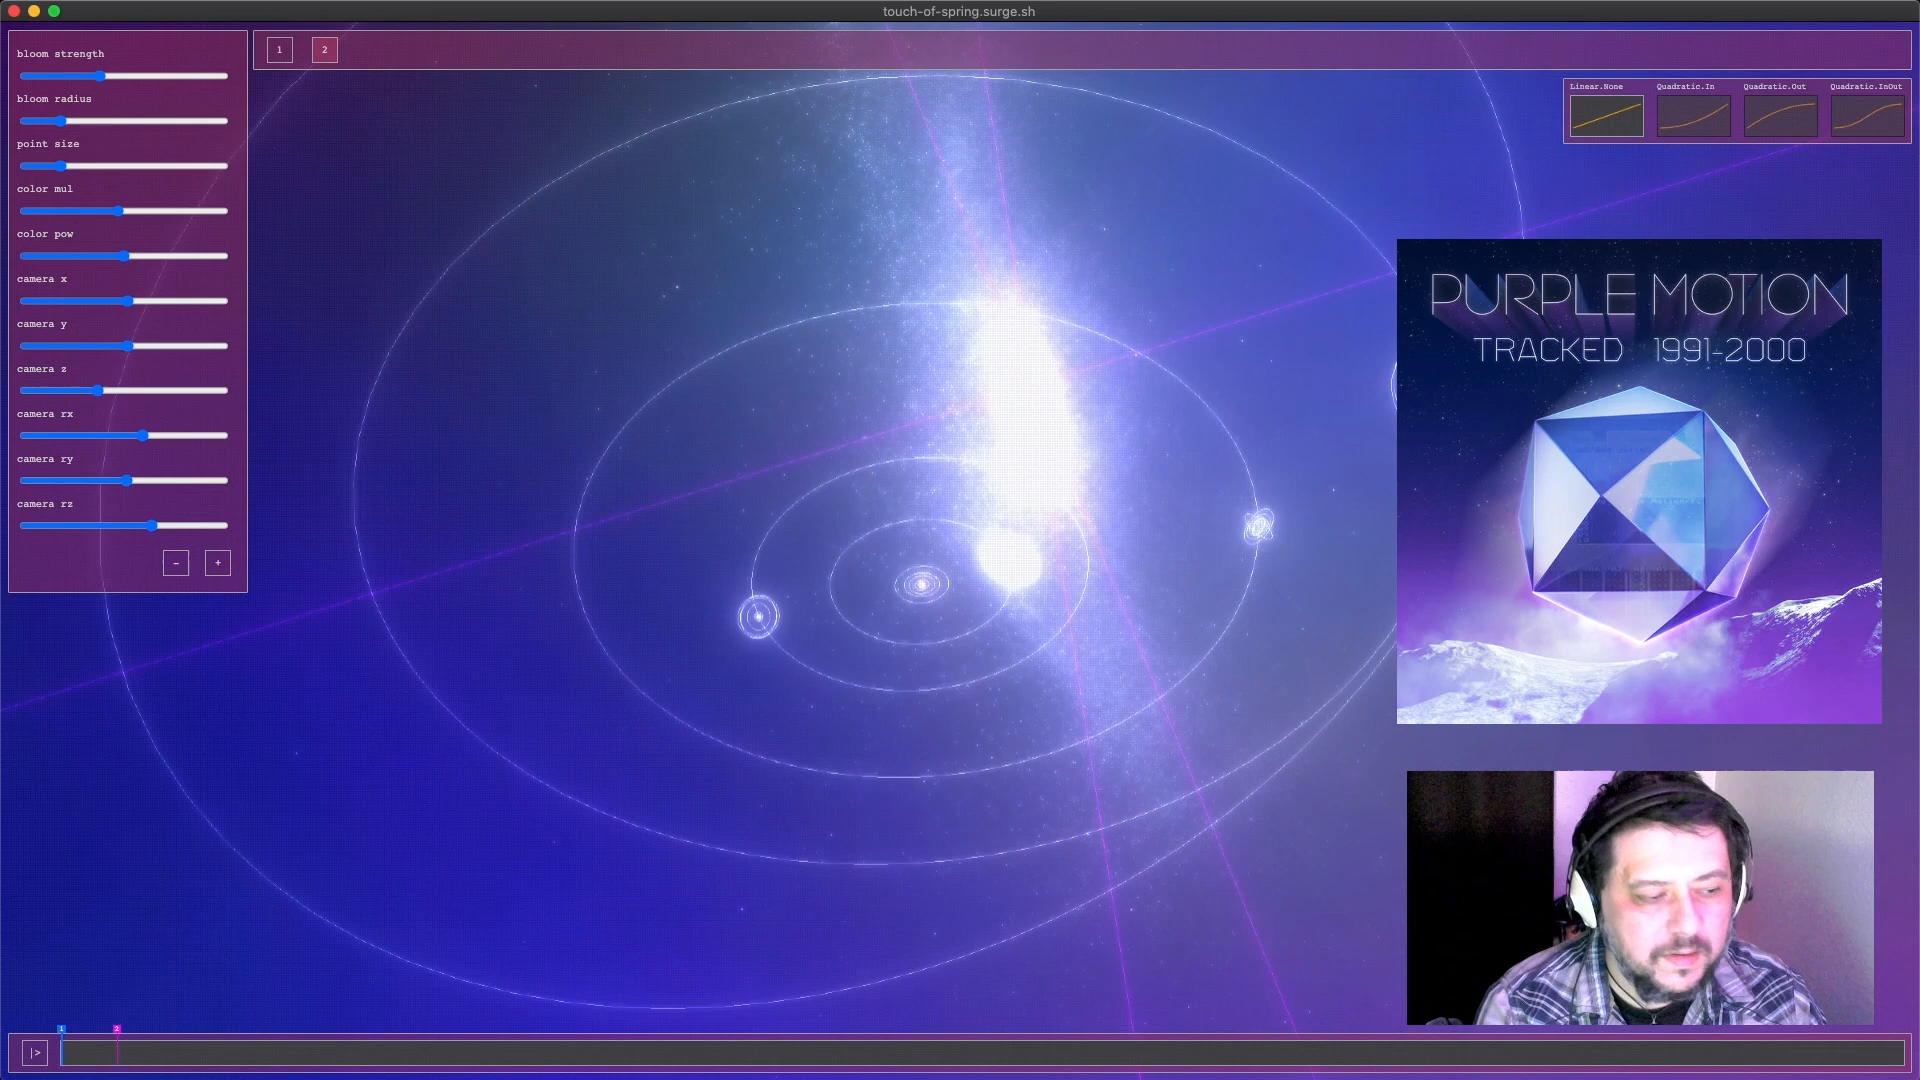 touch-of-spring.surge.sh
bloom strength
bloom radius
point size
color mul
color pow
camera x
camera y
camera z
camera rx
camera ry
camera rz
-
+
1
2
Linear.None
Quadratic.In
Quadratic.Out
Quadratic.InOut
PURPLE MOTION
TRACKED 1991-2000
1
2
|>